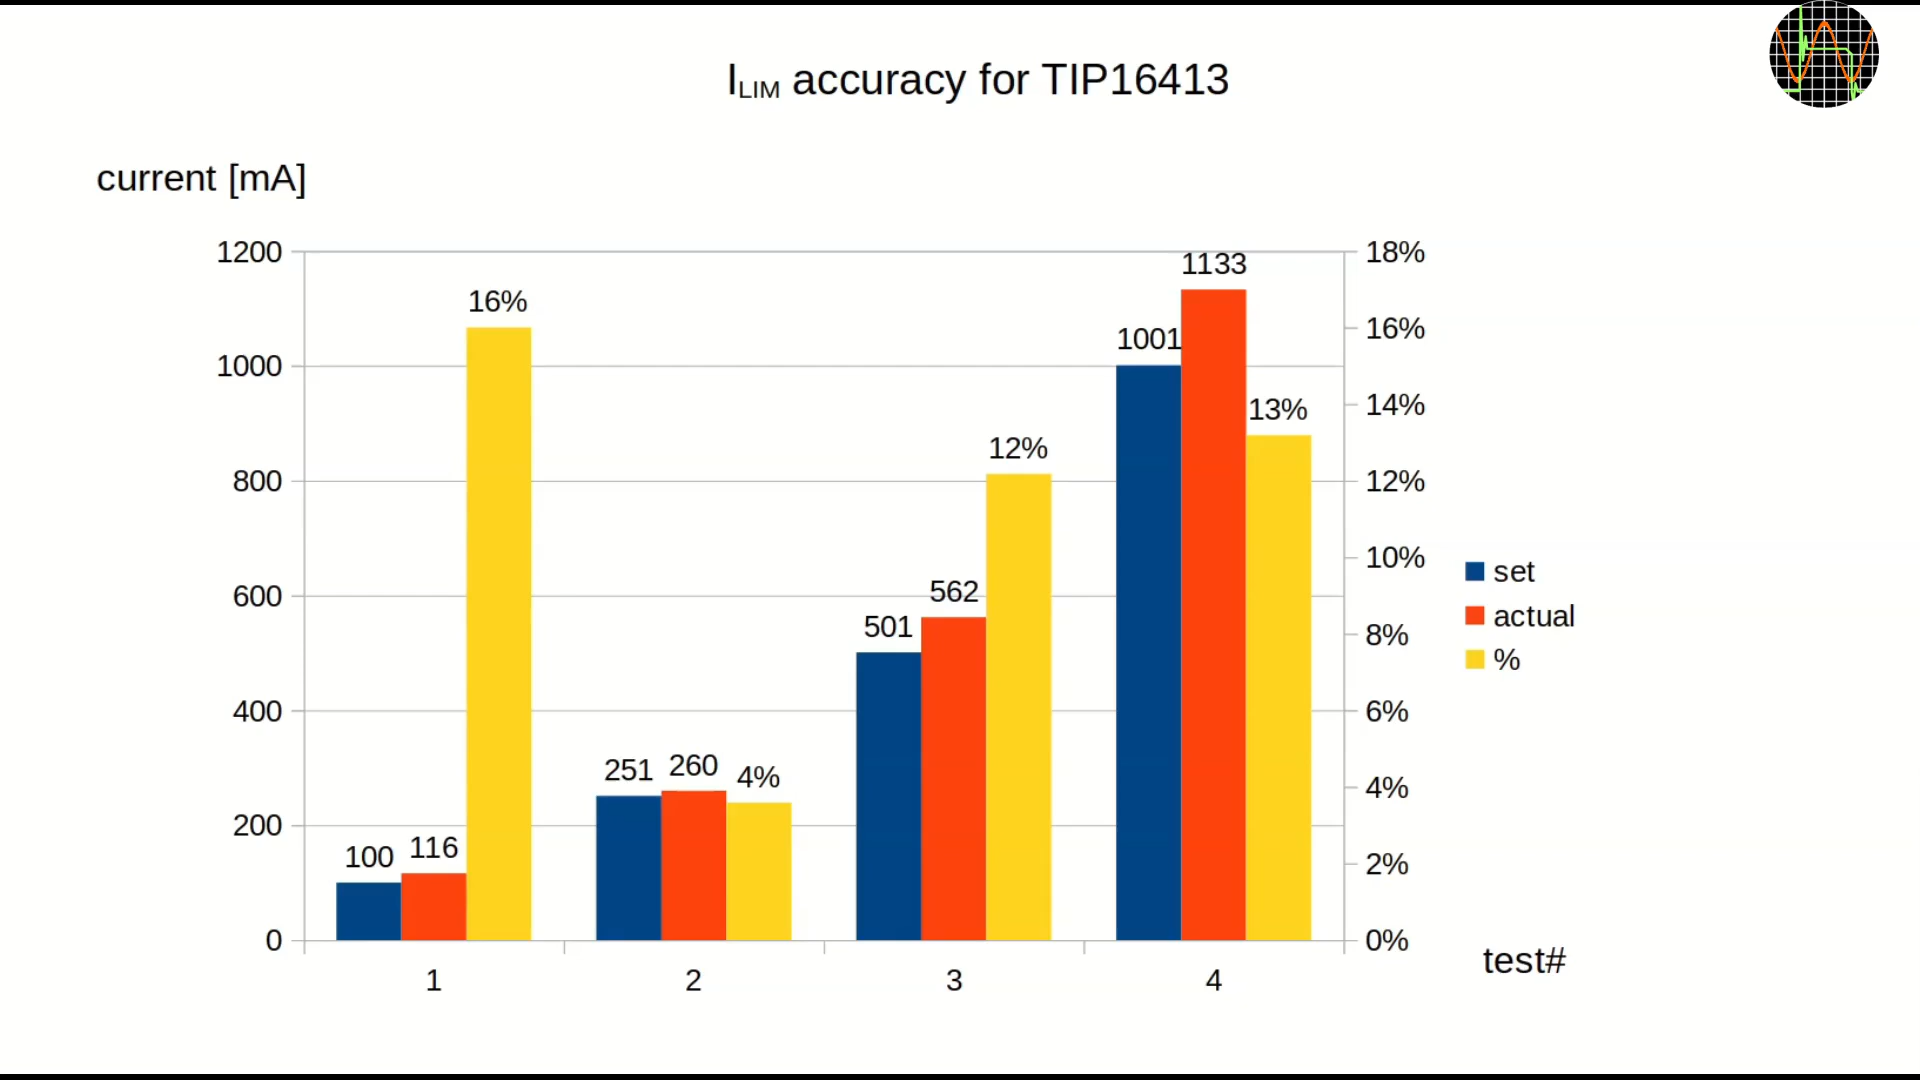 I_LIM accuracy for TIP16413
current [mA]
1200
1000
800
600
400
200
0
18%
16%
14%
12%
10%
8%
6%
4%
2%
0%
100 116 16%
251 260 4%
501 562 12%
1001 1133 13%
1 2 3 4
test#
set
actual
%